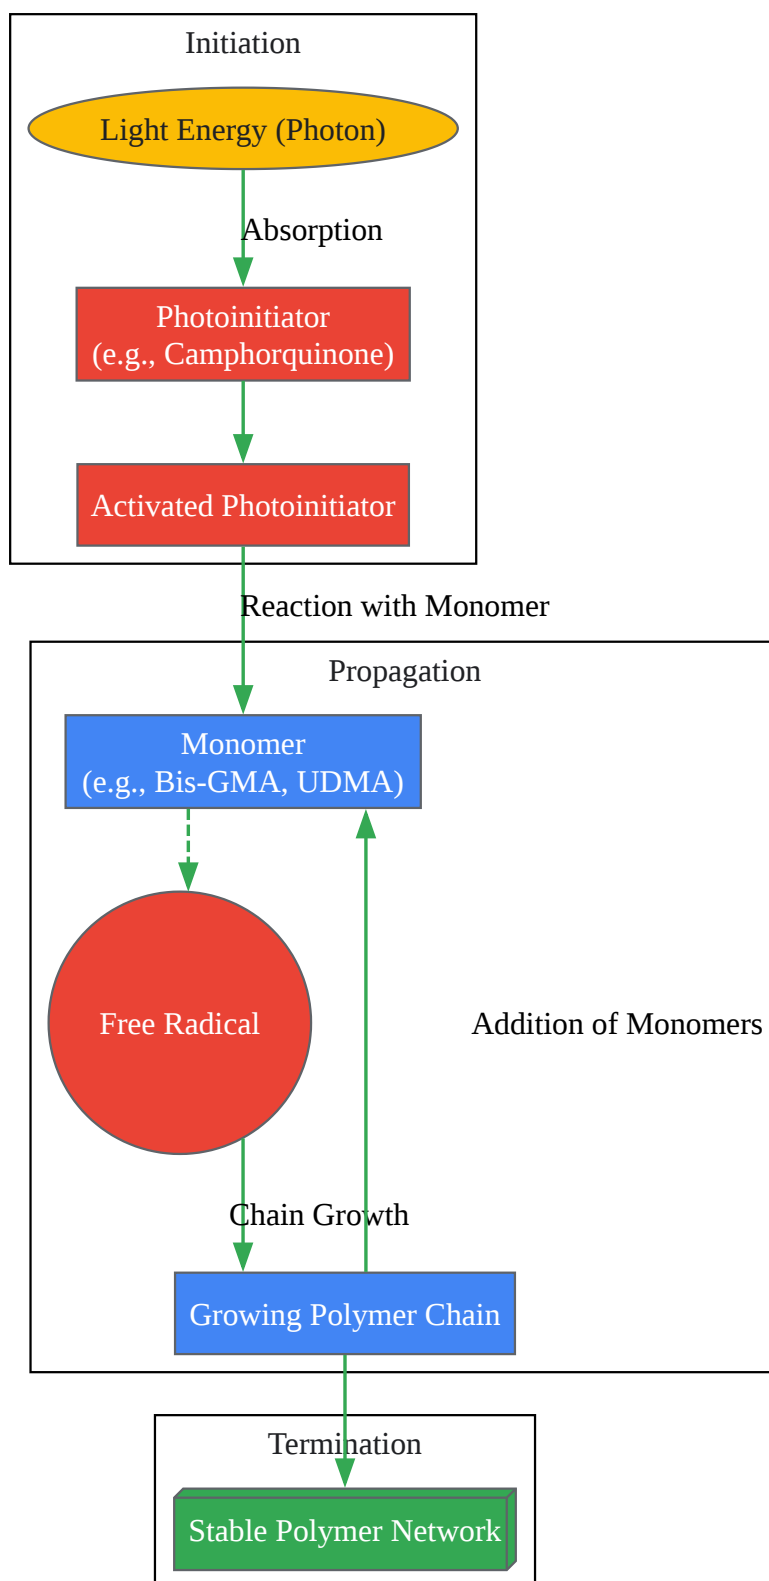 Initiation
Light Energy (Photon)
Absorption
Photoinitiator
(e.g., Camphorquinone)
Activated Photoinitiator
Reaction with Monomer
Propagation
Monomer
(e.g., Bis-GMA, UDMA)
Free Radical
Addition of Monomers
Chain Growth
Growing Polymer Chain
Termination
Stable Polymer Network